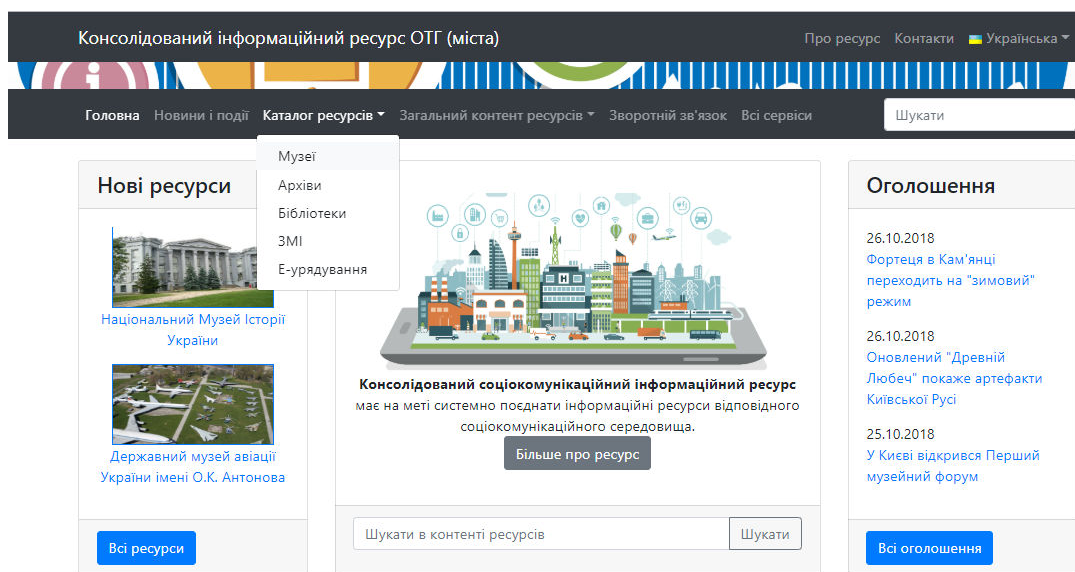 Консолідований інформаційний ресурс ОТГ (міста)
Про ресурс Контакти Українська
Головна Новини і події Каталог ресурсів Загальний контент ресурсів Зворотній зв'язок Всі сервіси Шукати
Музеї
Архіви
Бібліотеки
ЗМІ
Е-урядування
Нові ресурси
Національний Музей Історії
України
Державний музей авіації
України імені О.К. Антонова
Всі ресурси
H
Консолідований соціокомунікаційний інформаційний ресурс
має на меті системно поєднати інформаційні ресурси відповідного
соціокомунікаційного середовища.
Більше про ресурс
Шукати в контенті ресурсів Шукати
Оголошення
26.10.2018
Фортеця в Кам'янці
переходить на "зимовий"
режим
26.10.2018
Оновлений "Древній
Любеч" покаже артефакти
Київської Русі
25.10.2018
У Києві відкрився Перший
музейний форум
Всі оголошення